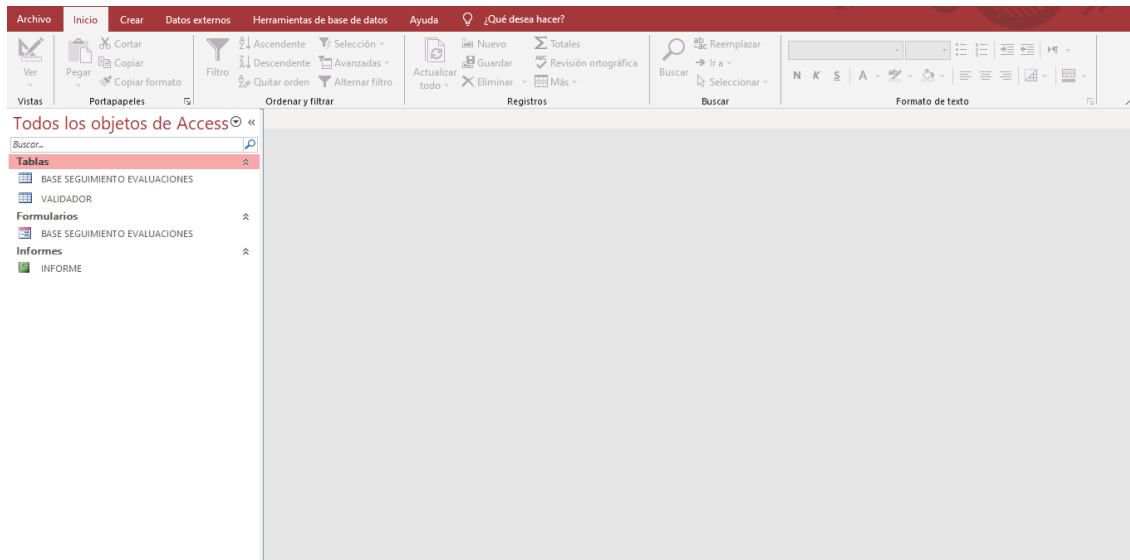 Archivo Inicio Crear Datos externos Herramientas de base de datos Ayuda ¿Qué desea hacer?
Ver
Vistas
Pegar
Cortar
Copiar
Copiar formato
Portapapeles
Filtro
Ascendente
Descendente
Quitar orden
Selección
Avanzadas
Alternar filtro
Ordenar y filtrar
Actualizar
todo
Nuevo
Guardar
Eliminar
Totales
Revisión ortográfica
Más
Registros
Buscar
Reemplazar
Ir a
Seleccionar
Buscar
N K S A
Formato de texto
Todos los objetos de Access
Buscar...
Tablas
BASE SEGUIMIENTO EVALUACIONES
VALIDADOR
Formularios
BASE SEGUIMIENTO EVALUACIONES
Informes
INFORME